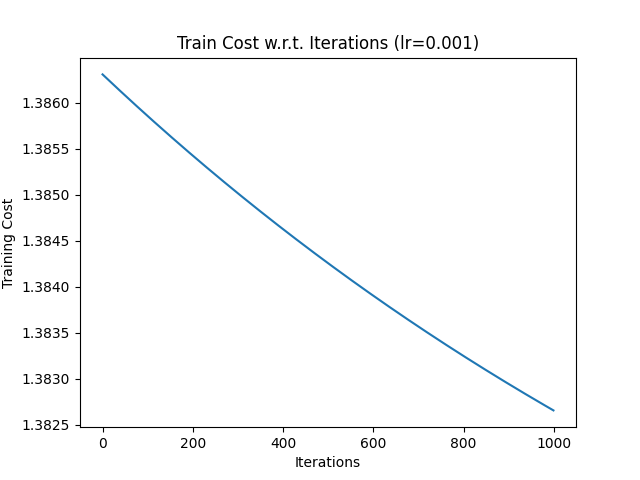 Train Cost w.r.t. Iterations (lr=0.001)
1.3860
1.3855
1.3850
1.3845
1.3840
1.3835
1.3830
1.3825
Training Cost
0 200 400 600 800 1000
Iterations